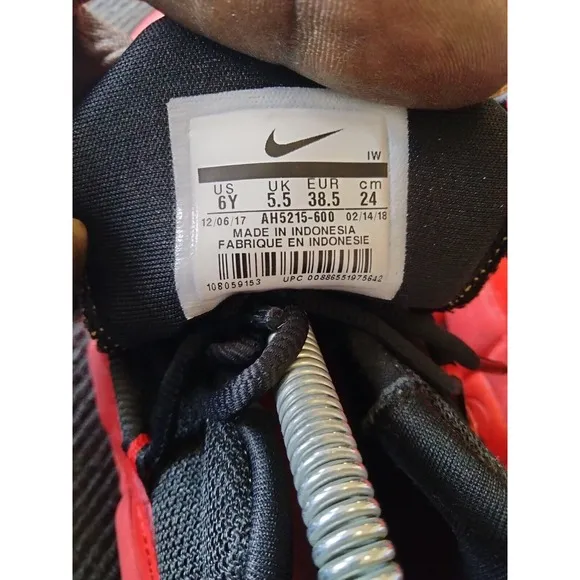 IW
US UK EUR cm
6Y 5.5 38.5 24
12/06/17 AH5215-600 02/14/18
MADE IN INDONESIA
FABRIQUE EN INDONESIE
108059153 UPC 00886551975642